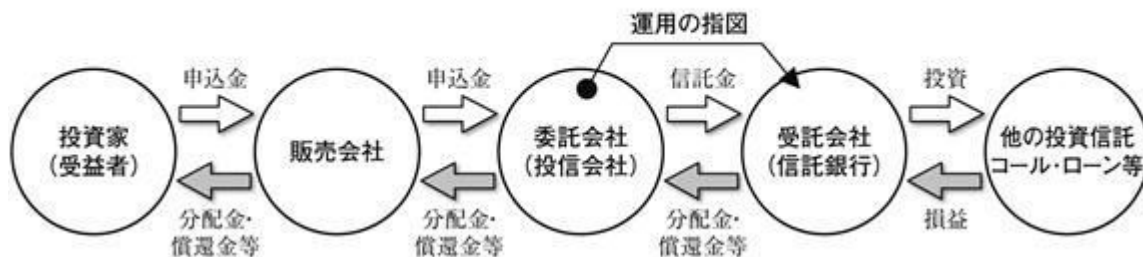 運用の指図
申込金
申込金
信託金
投資
投資家
(受益者)
販売会社
委託会社
(投信会社)
受託会社
(信託銀行)
他の投資信託
コール・ローン等
分配金・
償還金等
分配金・
償還金等
分配金・
償還金等
損益